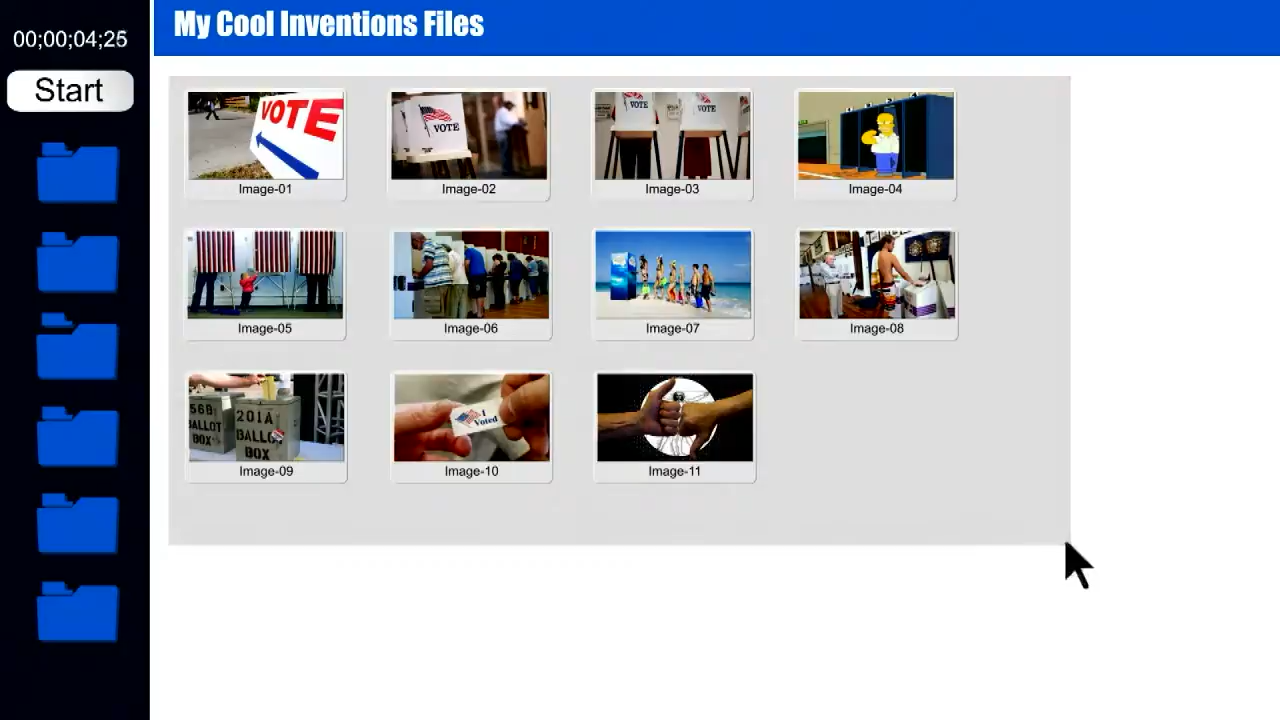 My Cool Inventions Files
00;00;04;25
Start
VOTE
VOTE
VOTE
VOTE
Image-01
Image-02
Image-03
Image-04
Image-05
Image-06
Image-07
Image-08
56B
BALLOT
BOX
201A
BALLO
BOX
I
Voted
Image-09
Image-10
Image-11